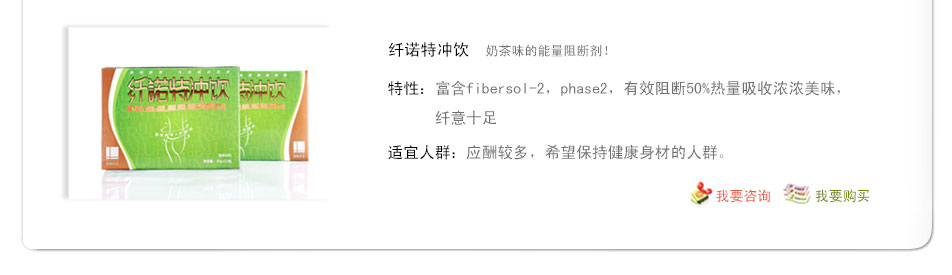 纤诺特冲饮 奶茶味的能量阻断剂！
纤諾特冲饮
特性：富含fibersol-2，phase2，有效阻断50%热量吸收浓浓美味，
纤意十足
适宜人群：应酬较多，希望保持健康身材的人群。
我要咨询 我要购买